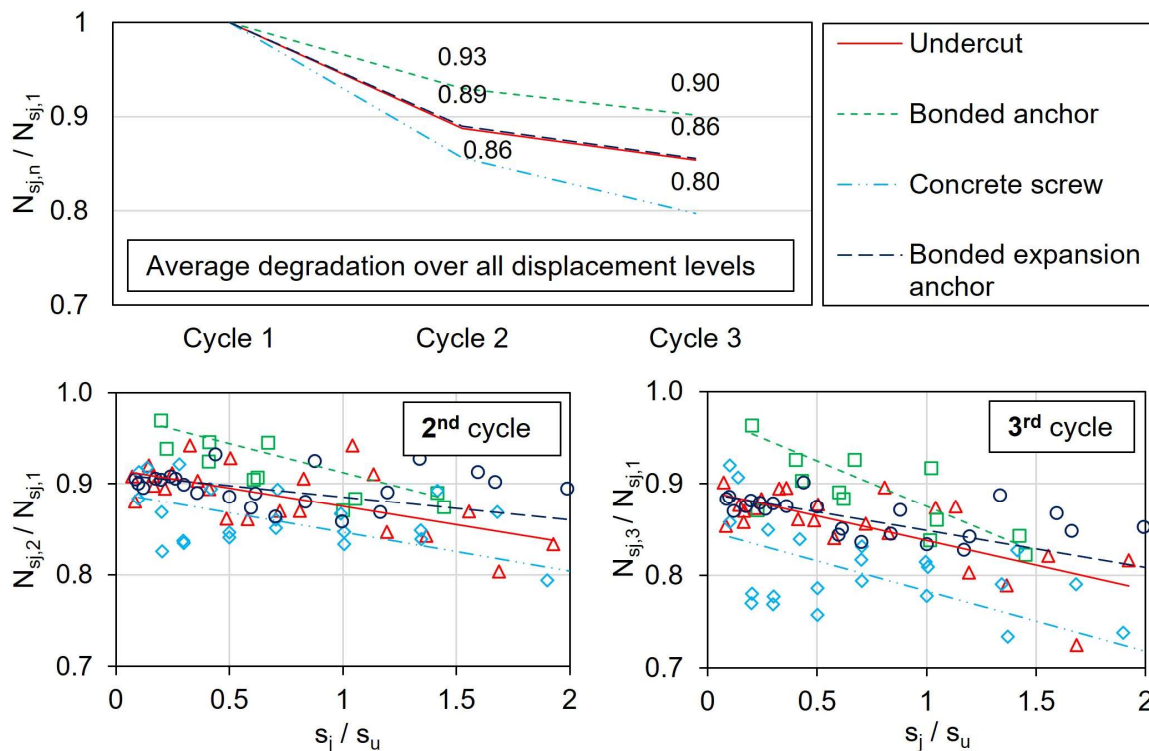 1
0.9
0.8
0.7
N_sj,n / N_sj,1
0.93
0.89
0.86
0.90
0.86
0.80
Average degradation over all displacement levels
Cycle 1 Cycle 2 Cycle 3
Undercut
Bonded anchor
Concrete screw
Bonded expansion
anchor
1.0
0.9
0.8
0.7
N_sj,2 / N_sj,1
2nd cycle
0 0.5 1 1.5 2
s_j / s_u
1.0
0.9
0.8
0.7
N_sj,3 / N_sj,1
3rd cycle
0 0.5 1 1.5 2
s_j / s_u